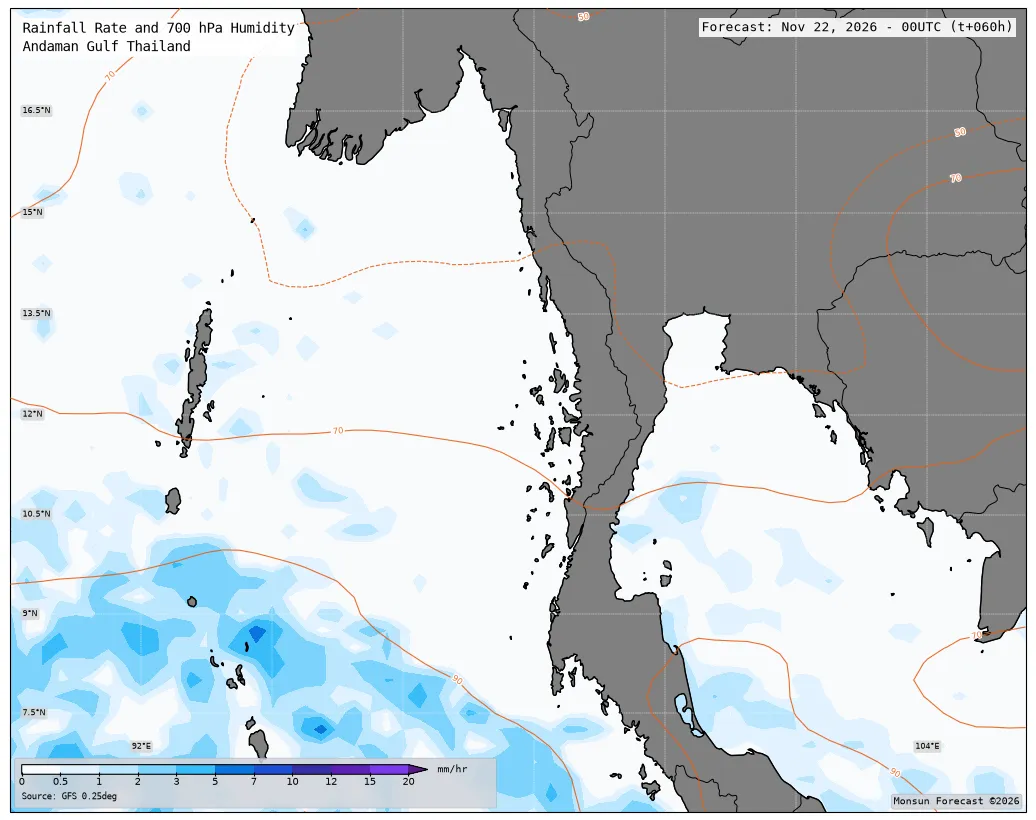 Rainfall Rate and 700 hPa Humidity
Andaman Gulf Thailand
Forecast: Nov 22, 2026 - 00UTC (t+060h)
50
70
16.5°N
50
70
15°N
13.5°N
12°N
70
10.5°N
9°N
70
90
7.5°N
92°E
104°E
90
mm/hr
0.5 1 2 3 5 7 10 12 15 20
Source: GFS 0.25deg
Monsun Forecast ©2026